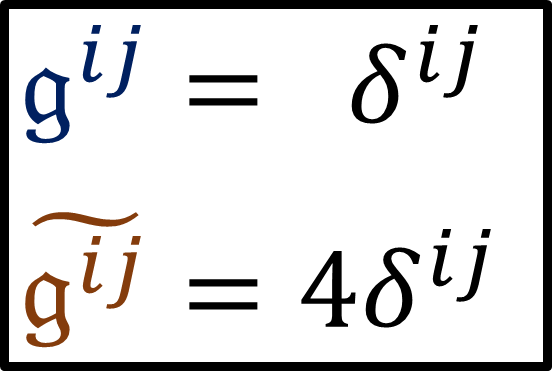 𝔤^{ij} = δ^{ij}
\widetilde{𝔤^{ij}} = 4δ^{ij}